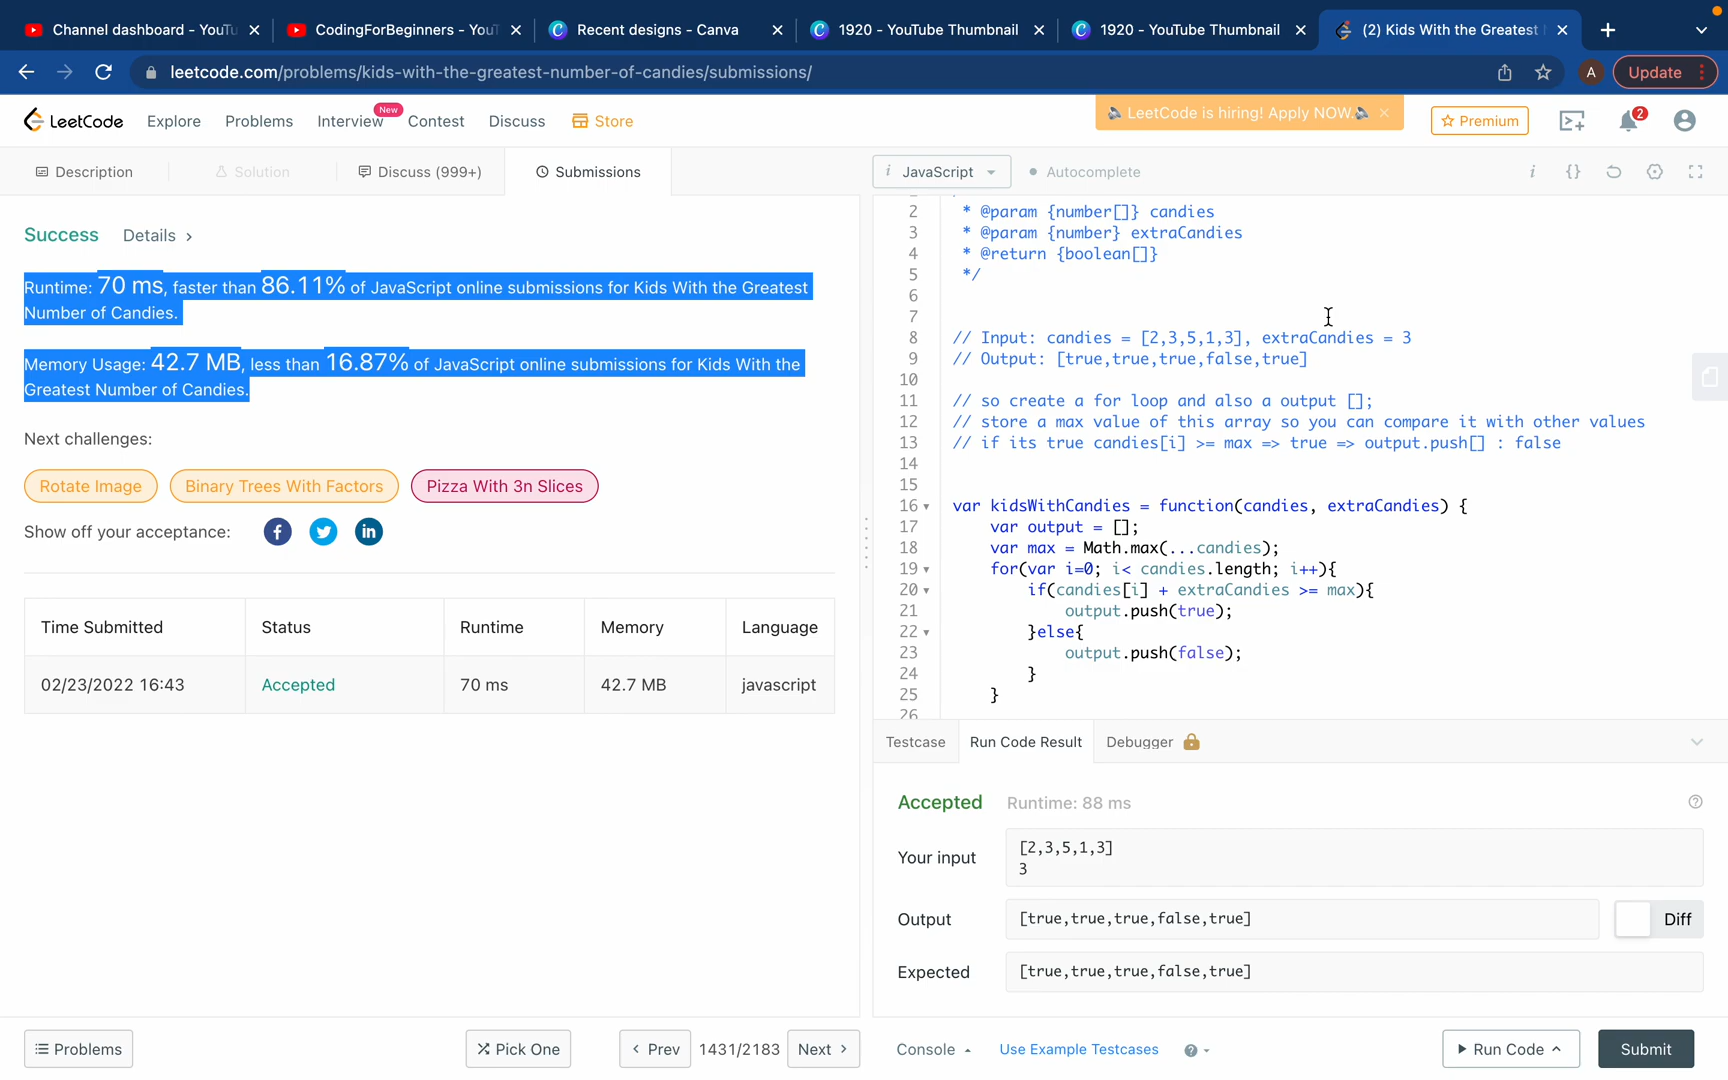 Channel dashboard - YouTu
CodingForBeginners - YouT
Recent designs - Canva
1920 - YouTube Thumbnail
1920 - YouTube Thumbnail
(2) Kids With the Greatest
leetcode.com/problems/kids-with-the-greatest-number-of-candies/submissions/
A
Update
LeetCode
Explore
Problems
Interview
New
Contest
Discuss
Store
LeetCode is hiring! Apply NOW.
Premium
2
Description
Solution
Discuss (999+)
Submissions
i JavaScript
Autocomplete
Success
Details
Runtime: 70 ms, faster than 86.11% of JavaScript online submissions for Kids With the Greatest
Number of Candies.
Memory Usage: 42.7 MB, less than 16.87% of JavaScript online submissions for Kids With the
Greatest Number of Candies.
Next challenges:
Rotate Image
Binary Trees With Factors
Pizza With 3n Slices
Show off your acceptance:
Time Submitted Status Runtime Memory Language
02/23/2022 16:43 Accepted 70 ms 42.7 MB javascript
2 * @param {number[]} candies
3 * @param {number} extraCandies
4 * @return {boolean[]}
5 */
6
7
8 // Input: candies = [2,3,5,1,3], extraCandies = 3
9 // Output: [true,true,true,false,true]
10
11 // so create a for loop and also a output [];
12 // store a max value of this array so you can compare it with other values
13 // if its true candies[i] >= max => true => output.push[] : false
14
15
16 var kidsWithCandies = function(candies, extraCandies) {
17 var output = [];
18 var max = Math.max(...candies);
19 for(var i=0; i< candies.length; i++){
20 if(candies[i] + extraCandies >= max){
21 output.push(true);
22 }else{
23 output.push(false);
24 }
25 }
26
Testcase
Run Code Result
Debugger
Accepted
Runtime: 88 ms
Your input
[2,3,5,1,3]
3
Output
[true,true,true,false,true]
Diff
Expected
[true,true,true,false,true]
Problems
Pick One
Prev
1431/2183
Next
Console
Use Example Testcases
Run Code
Submit